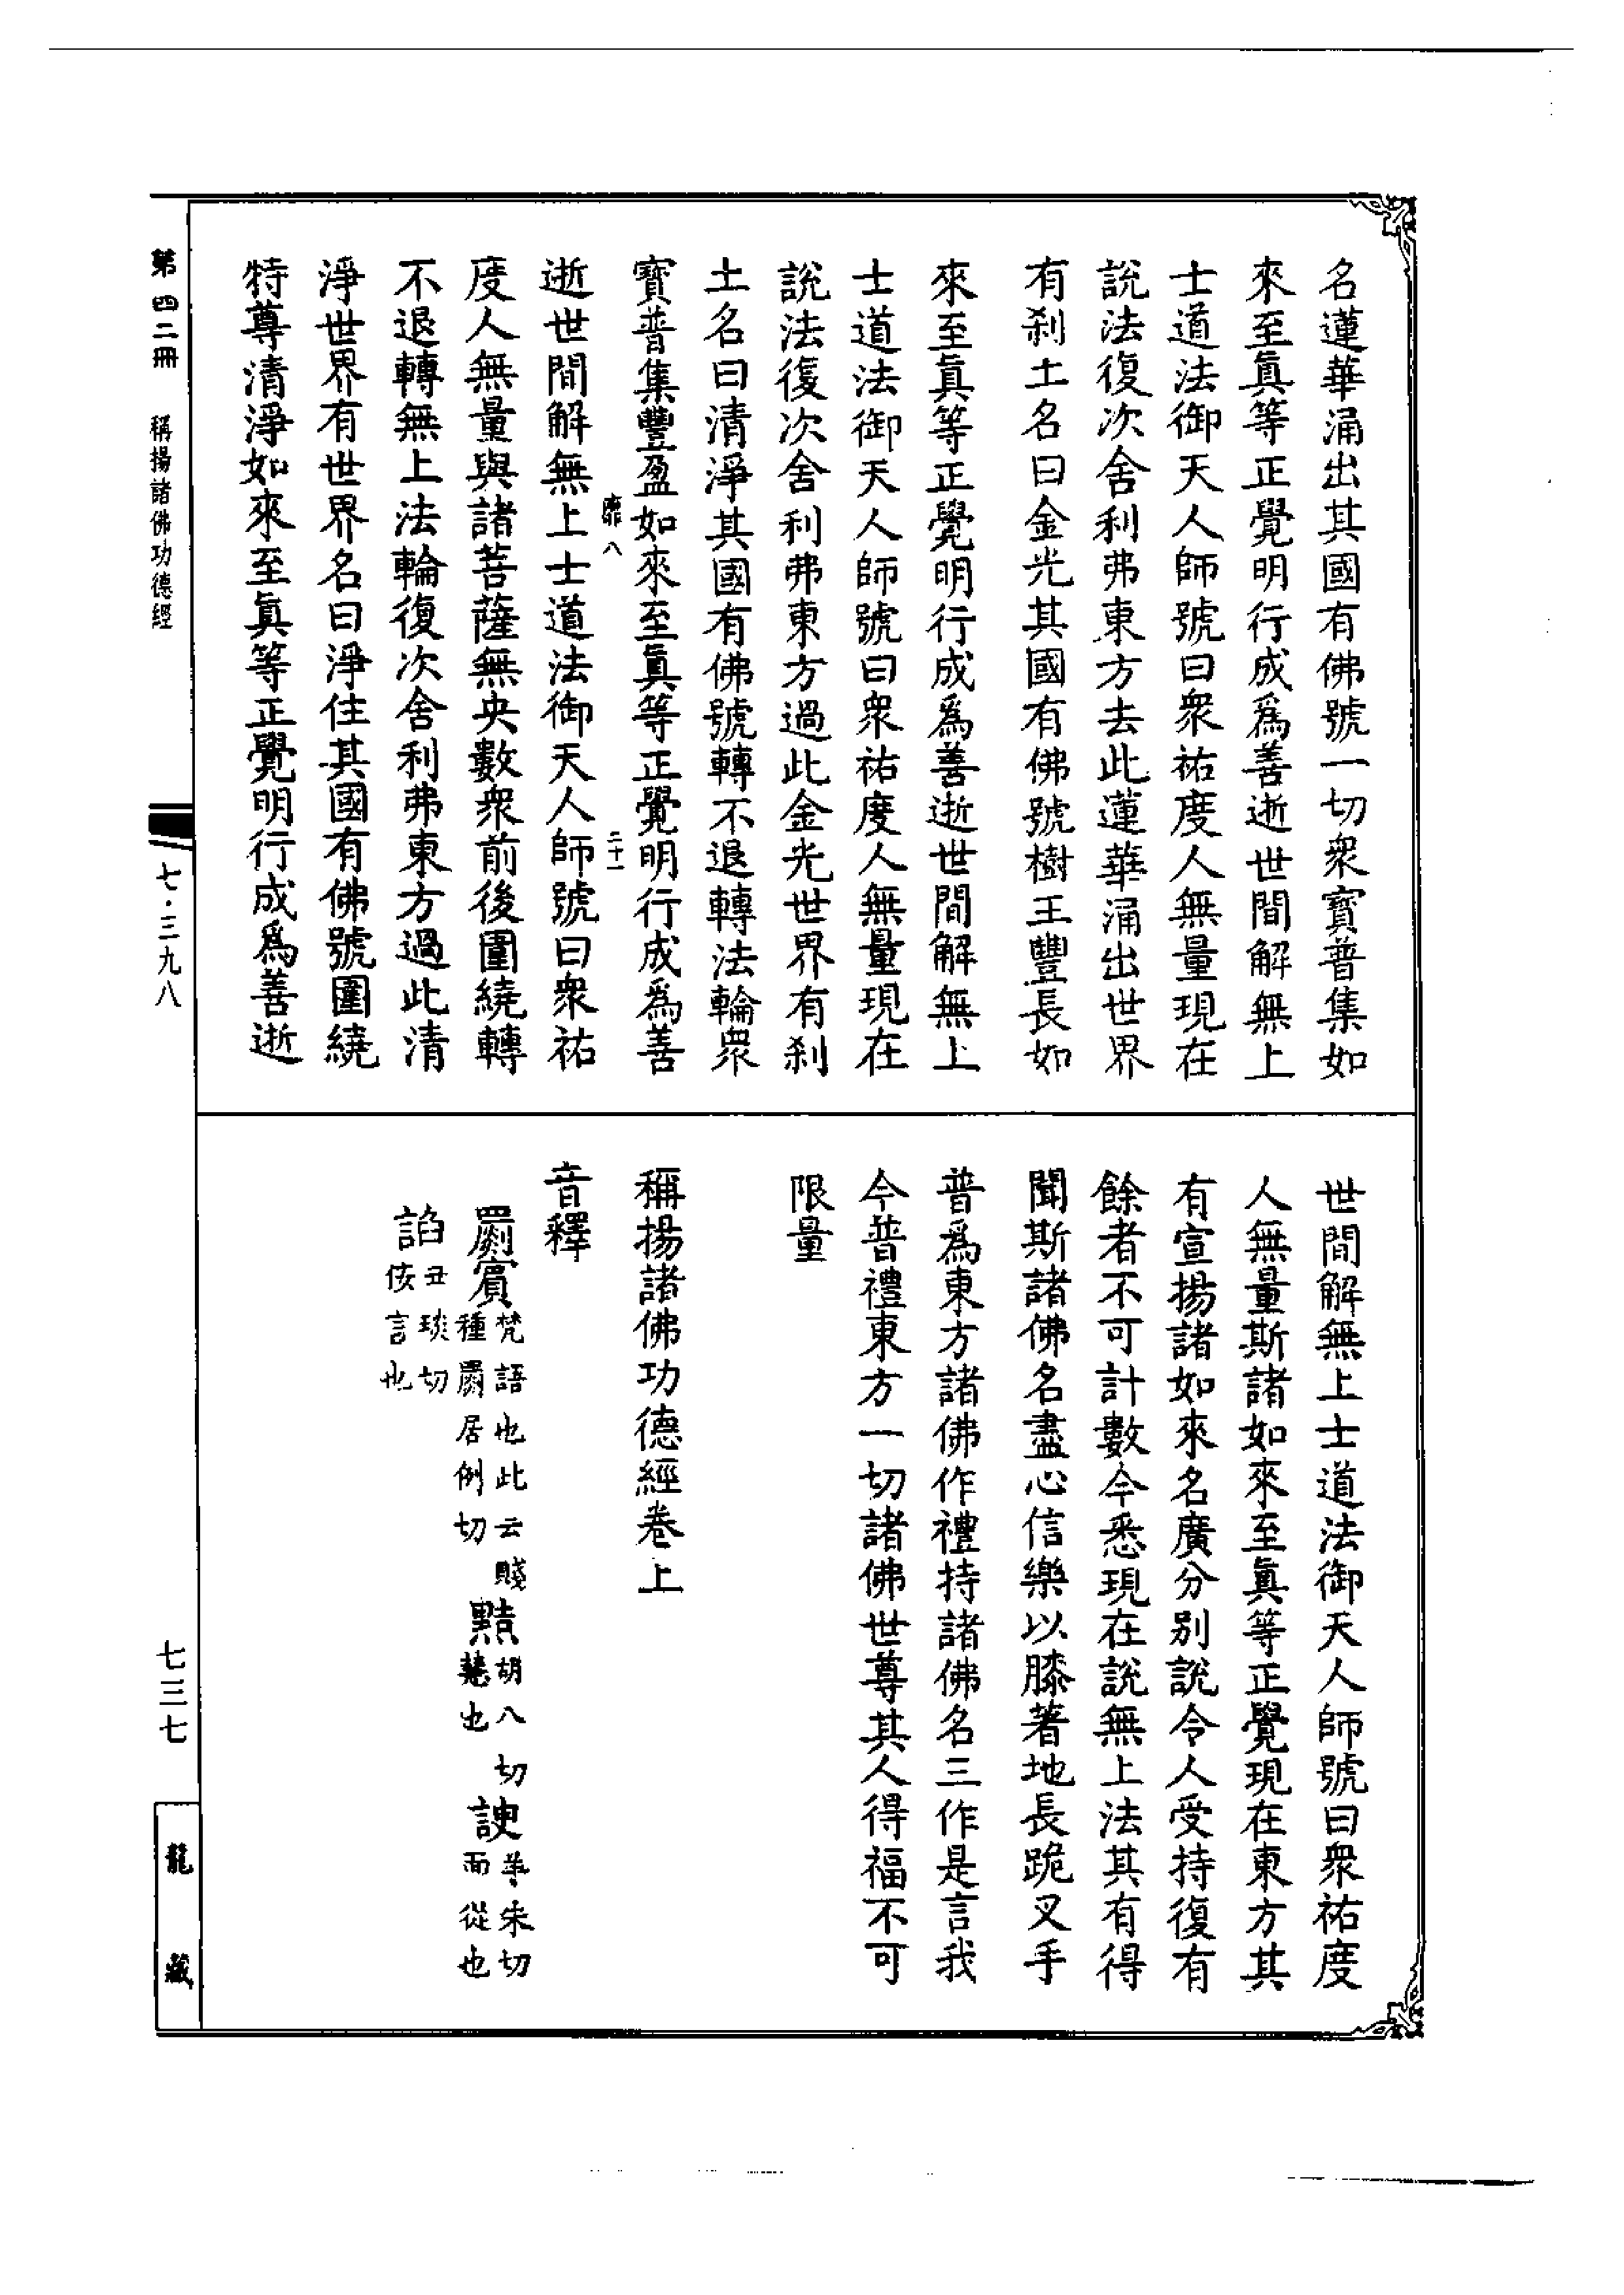 名蓮華涌出其國有佛號一切衆寶普集如
來至眞等正覺明行成爲善逝世間解無上
士道法御天人師號曰衆祐度人無量現在
說法復次舍利弗東方去此蓮華涌出世界
有刹土名曰金光其國有佛號樹王豐長如
來至眞等正覺明行成爲善逝世間解無上
士道法御天人師號曰衆祐度人無量現在
說法復次舍利弗東方過此金光世界有刹
土名曰清淨其國有佛號轉不退轉法輪衆
寶普集豐盈如來至眞等正覺明行成爲善
靡八
二十一
逝世間解無上士道法御天人師號曰衆祐
度人無量與諸菩薩無央數衆前後圍繞轉
不退轉無上法輪復次舍利弗東方過此清
淨世界有世界名曰淨住其國有佛號圍繞
特尊清淨如來至眞等正覺明行成爲善逝
世間解無上士道法御天人師號曰衆祐度
人無量斯諸如來至眞等正覺現在東方其
有宣揚諸如來名廣分別說令人受持復有
餘者不可計數今悉現在說無上法其有得
聞斯諸佛名盡心信樂以膝著地長跪叉手
普爲東方諸佛作禮持諸佛名三作是言我
今普禮東方一切諸佛世尊其人得福不可
限量
稱揚諸佛功德經卷上
音釋
罽賓梵語也此云賤種罽居例切 黠胡八切慧也 諛羊朱切面從也
諂丑琰切佞言也
第四二冊 稱揚諸佛功德經
七·三九八
七三七
龍藏